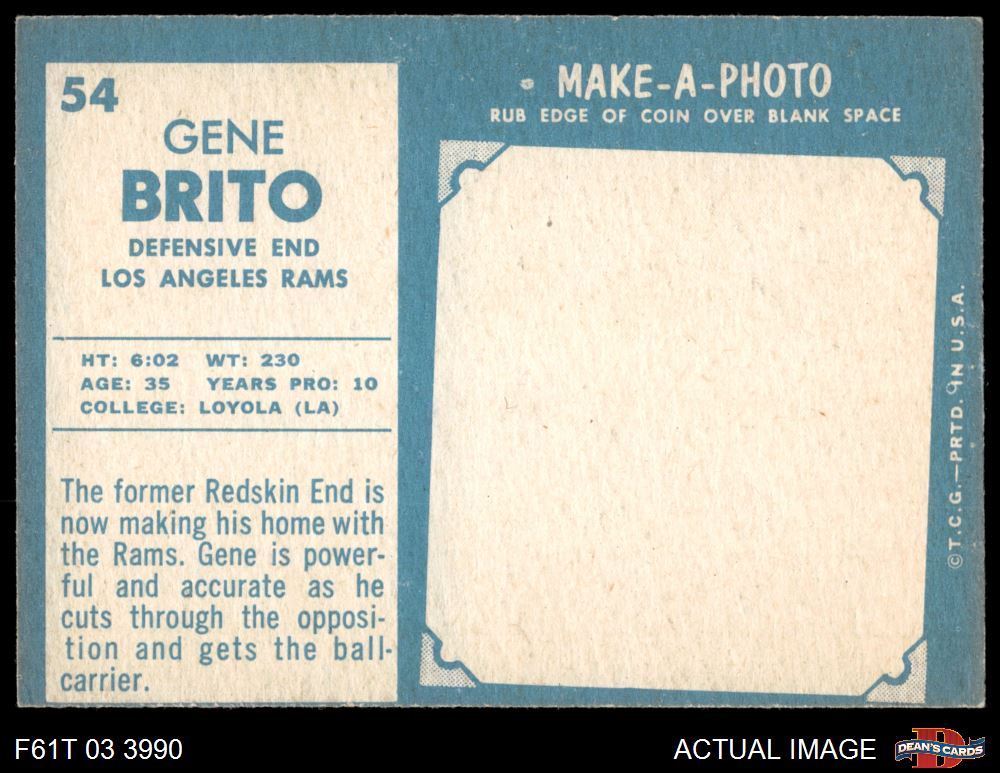 54
GENE
BRITO
DEFENSIVE END
LOS ANGELES RAMS
HT: 6:02 WT: 230
AGE: 35 YEARS PRO: 10
COLLEGE: LOYOLA (LA)
The former Redskin End is
now making his home with
the Rams. Gene is power-
ful and accurate as he
cuts through the opposi-
tion and gets the ball-
carrier.
MAKE-A-PHOTO
RUB EDGE OF COIN OVER BLANK SPACE
©T.C.G.—PRTD. IN U.S.A.
F61T 03 3990
ACTUAL IMAGE
D
DEAN'S CARDS